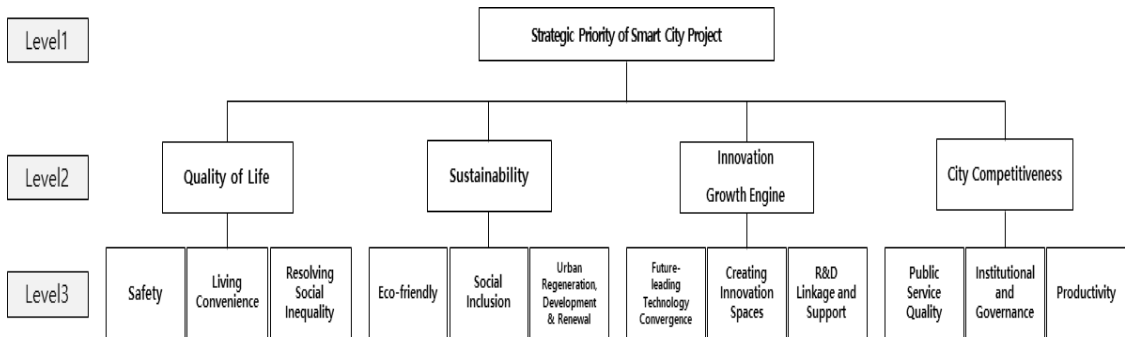 Level1
Strategic Priority of Smart City Project
Level2
Quality of Life
Sustainability
Innovation
Growth Engine
City Competitiveness
Level3
Safety
Living
Convenience
Resolving
Social
Inequality
Eco-friendly
Social
Inclusion
Urban
Regeneration,
Development
& Renewal
Future-
leading
Technology
Convergence
Creating
Innovation
Spaces
R&D
Linkage and
Support
Public
Service
Quality
Institutional
and
Governance
Productivity